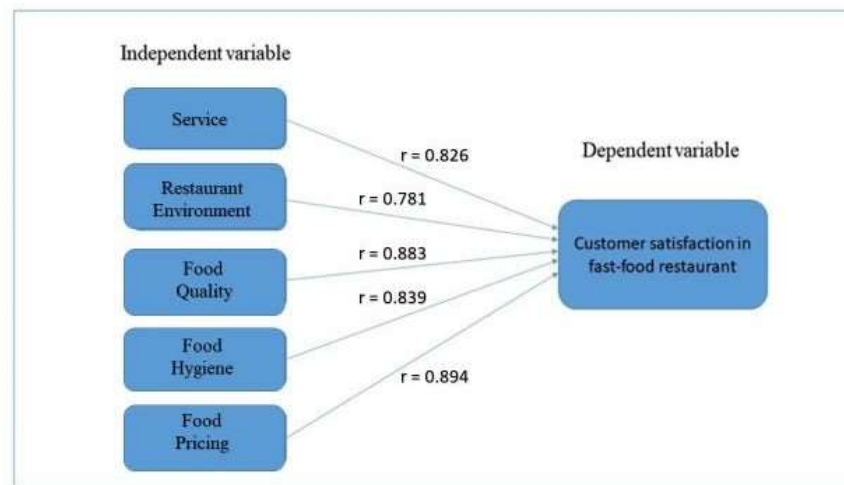 Independent variable
Service
r = 0.826
Dependent variable
Restaurant
Environment
r = 0.781
Customer satisfaction in
fast-food restaurant
Food
Quality
r = 0.883
Food
Hygiene
r = 0.839
Food
Pricing
r = 0.894